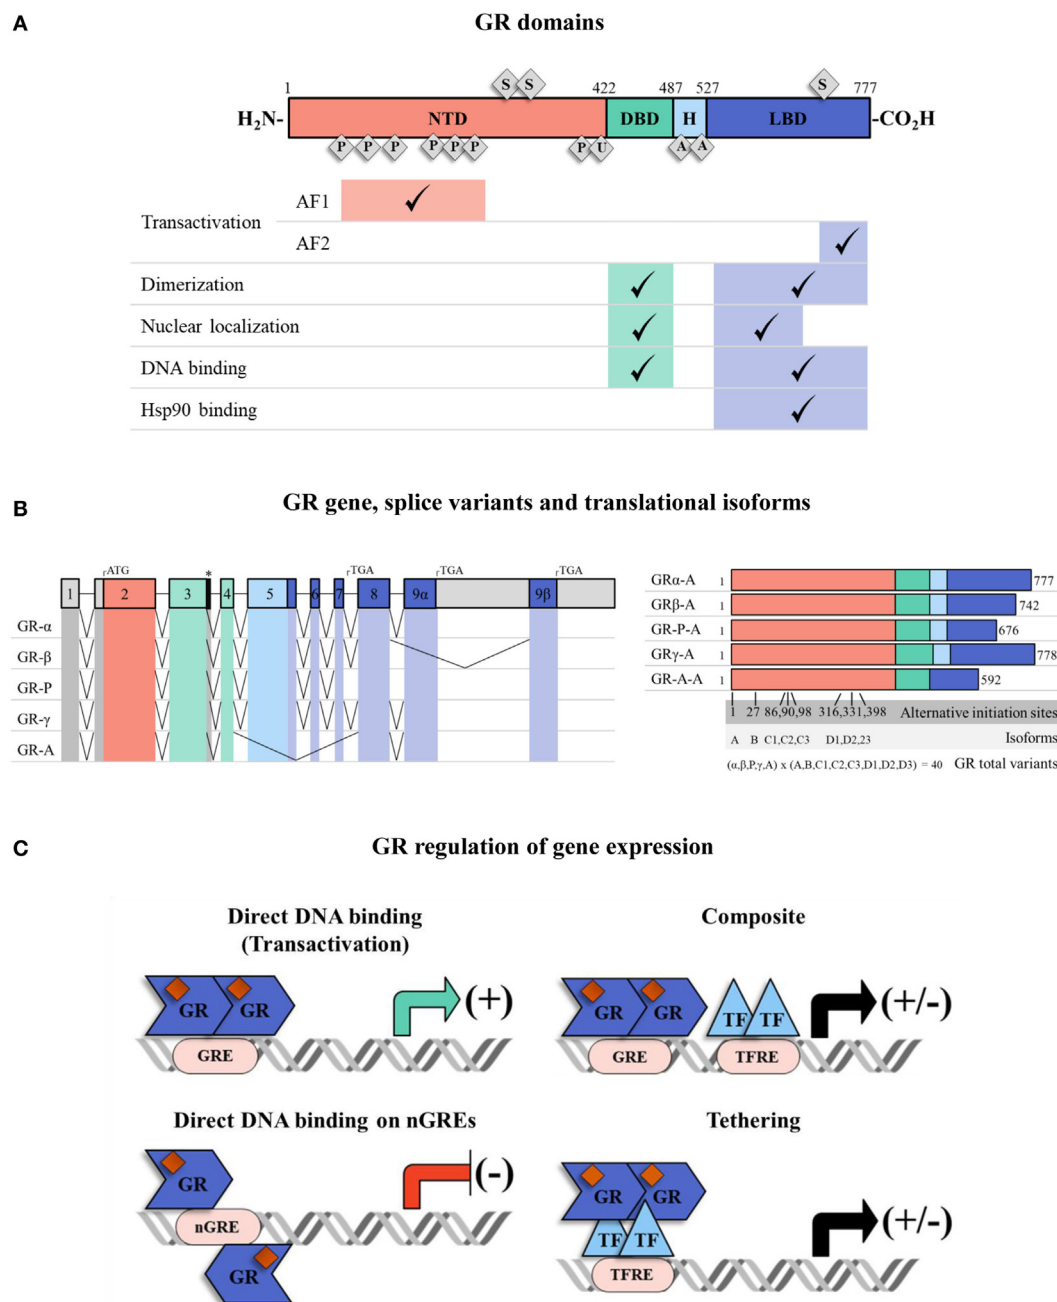 A
GR domains
1 S S 422 487 527 S 777
H₂N- NTD DBD H LBD -CO₂H
P P P P P P P U A A
AF1
Transactivation
AF2
Dimerization
Nuclear localization
DNA binding
Hsp90 binding
B
GR gene, splice variants and translational isoforms
ATG * TGA TGA TGA
1 2 3 4 5 6 7 8 9α 9β
GR-α
GR-β
GR-P
GR-γ
GR-A
GRα-A 1 777
GRβ-A 1 742
GR-P-A 1 676
GRγ-A 1 778
GR-A-A 1 592
1 27 86,90,98 316,331,398 Alternative initiation sites
A B C1,C2,C3 D1,D2,23 Isoforms
(α,β,P,γ,A) x (A,B,C1,C2,C3,D1,D2,D3) = 40 GR total variants
C
GR regulation of gene expression
Direct DNA binding
(Transactivation)
GR GR (+)
GRE
Composite
GR GR TF TF (+/-)
GRE TFRE
Direct DNA binding on nGREs
GR (-)
nGRE
GR
Tethering
GR GR
TF TF (+/-)
TFRE